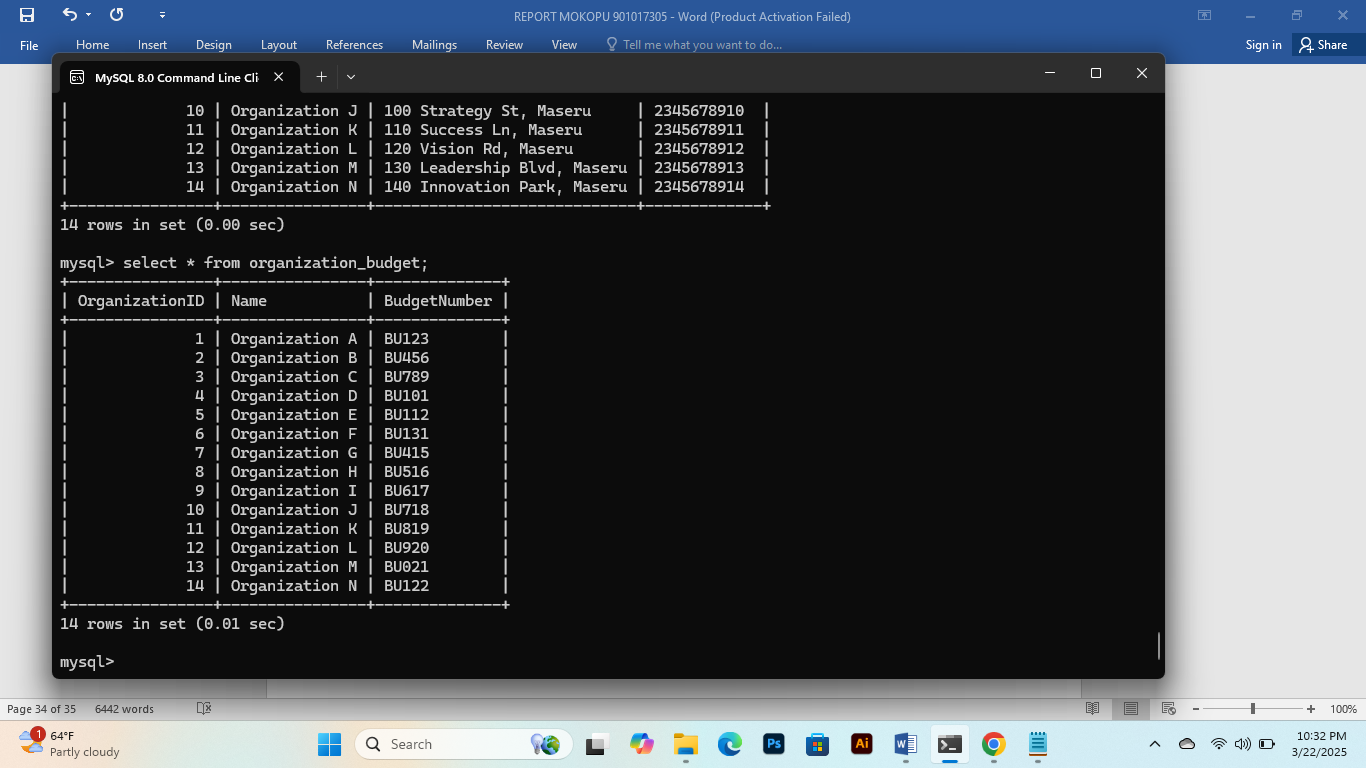 REPORT MOKOPU 901017305 - Word (Product Activation Failed)
File Home Insert Design Layout References Mailings Review View Tell me what you want to do... Sign in Share
MySQL 8.0 Command Line Cli
| 10 | Organization J | 100 Strategy St, Maseru | 2345678910 |
| 11 | Organization K | 110 Success Ln, Maseru | 2345678911 |
| 12 | Organization L | 120 Vision Rd, Maseru | 2345678912 |
| 13 | Organization M | 130 Leadership Blvd, Maseru | 2345678913 |
| 14 | Organization N | 140 Innovation Park, Maseru | 2345678914 |
+----------------+----------------+-----------------------------+-------------+
14 rows in set (0.00 sec)
mysql> select * from organization_budget;
+----------------+----------------+--------------+
| OrganizationID | Name | BudgetNumber |
+----------------+----------------+--------------+
| 1 | Organization A | BU123 |
| 2 | Organization B | BU456 |
| 3 | Organization C | BU789 |
| 4 | Organization D | BU101 |
| 5 | Organization E | BU112 |
| 6 | Organization F | BU131 |
| 7 | Organization G | BU415 |
| 8 | Organization H | BU516 |
| 9 | Organization I | BU617 |
| 10 | Organization J | BU718 |
| 11 | Organization K | BU819 |
| 12 | Organization L | BU920 |
| 13 | Organization M | BU021 |
| 14 | Organization N | BU122 |
+----------------+----------------+--------------+
14 rows in set (0.01 sec)
mysql>
Page 34 of 35 6442 words 100%
1 64°F
Partly cloudy
Search
Ps
Ai
10:32 PM
3/22/2025